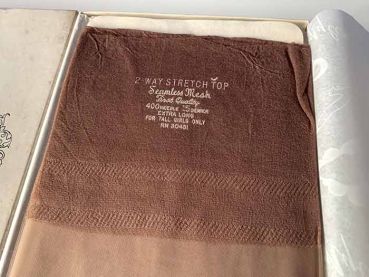 2-WAY STRETCH TOP
Seamless Mesh
First Quality
400 NEEDLE 15 DENIER
EXTRA LONG
FOR TALL GIRLS ONLY
RN 30431